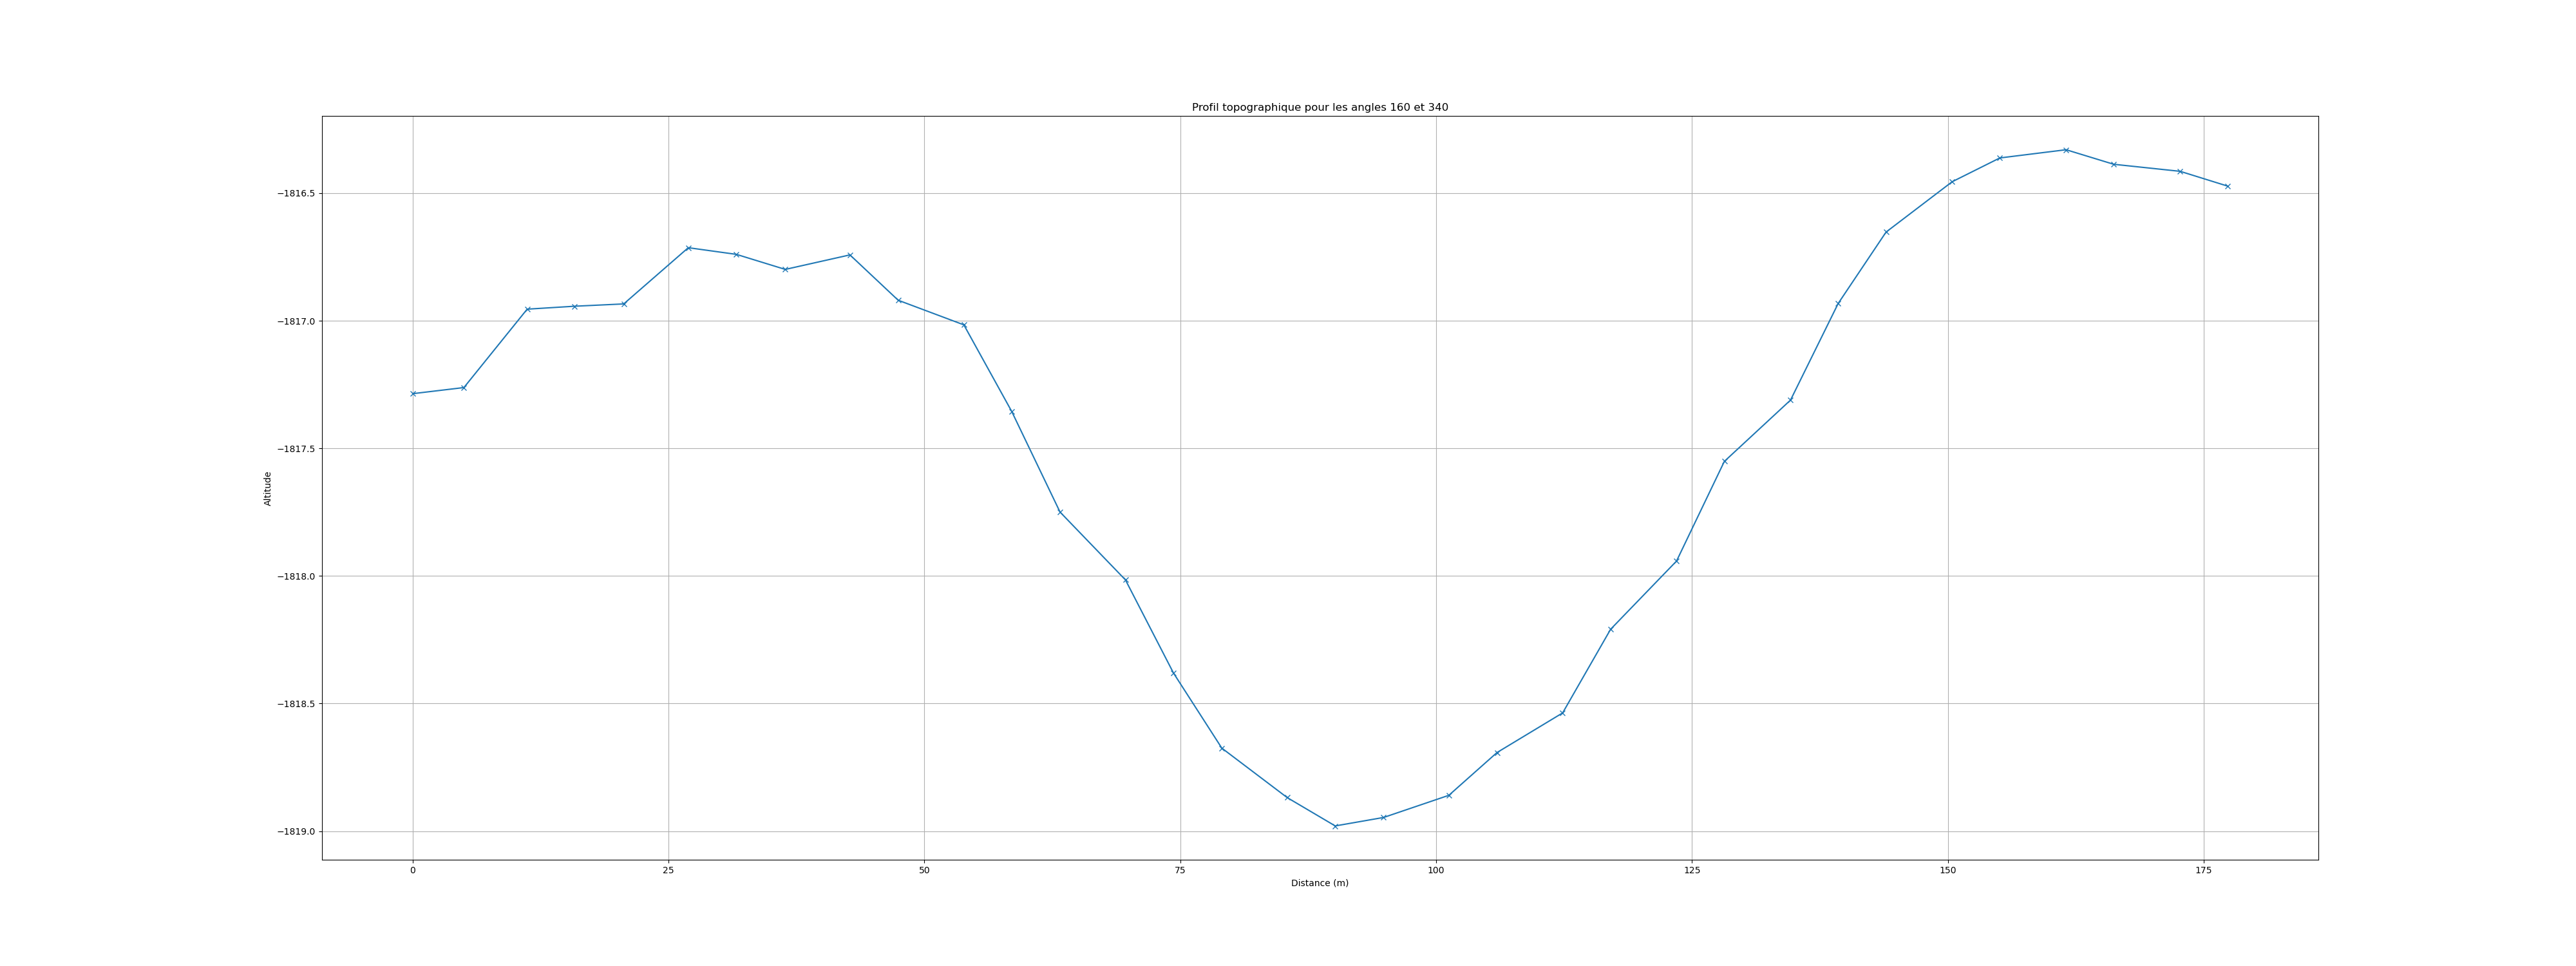 Profil topographique pour les angles 160 et 340
Altitude
−1816.5
−1817.0
−1817.5
−1818.0
−1818.5
−1819.0
0 25 50 75 100 125 150 175
Distance (m)